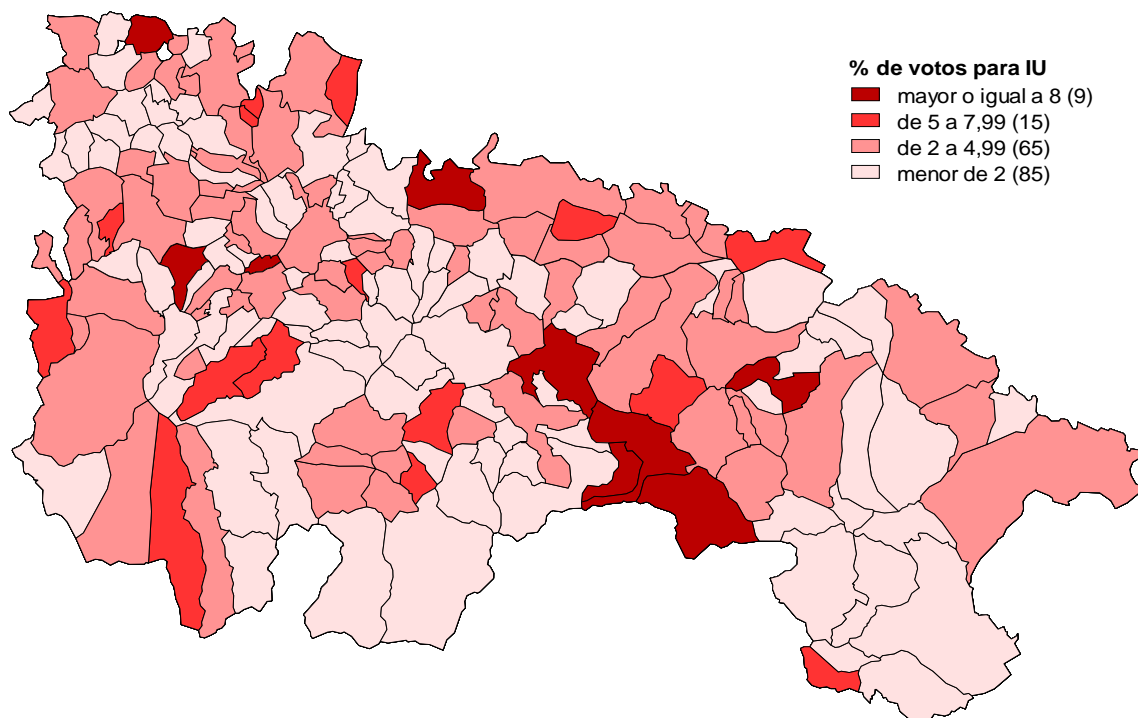 % de votos para IU
mayor o igual a 8 (9)
de 5 a 7,99 (15)
de 2 a 4,99 (65)
menor de 2 (85)